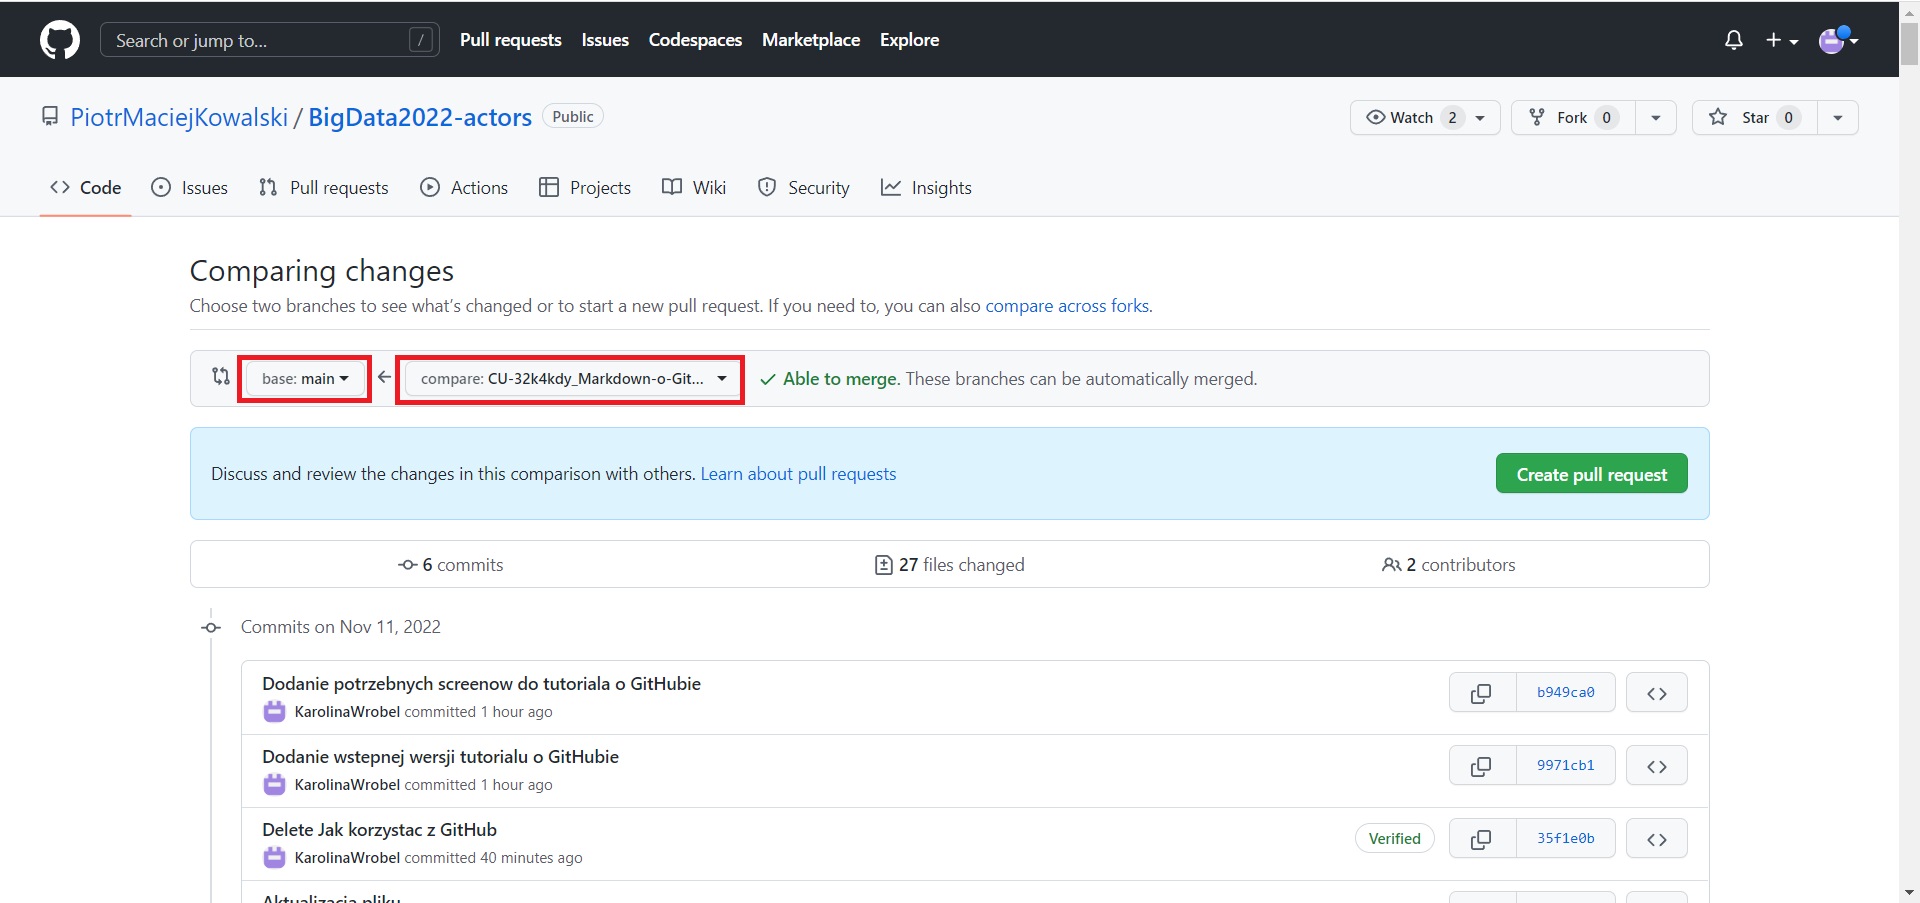 Search or jump to... /
Pull requests Issues Codespaces Marketplace Explore
PiotrMaciejKowalski / BigData2022-actors Public
Watch 2 Fork 0 Star 0
Code Issues Pull requests Actions Projects Wiki Security Insights
Comparing changes
Choose two branches to see what's changed or to start a new pull request. If you need to, you can also compare across forks.
base: main compare: CU-32k4kdy_Markdown-o-Git... Able to merge. These branches can be automatically merged.
Discuss and review the changes in this comparison with others. Learn about pull requests
Create pull request
6 commits 27 files changed 2 contributors
Commits on Nov 11, 2022
Dodanie potrzebnych screenow do tutoriala o GitHubie
KarolinaWrobel committed 1 hour ago
b949ca0
Dodanie wstepnej wersji tutorialu o GitHubie
KarolinaWrobel committed 1 hour ago
9971cb1
Delete Jak korzystac z GitHub
KarolinaWrobel committed 40 minutes ago
Verified 35f1e0b
Aktualizacja pliku